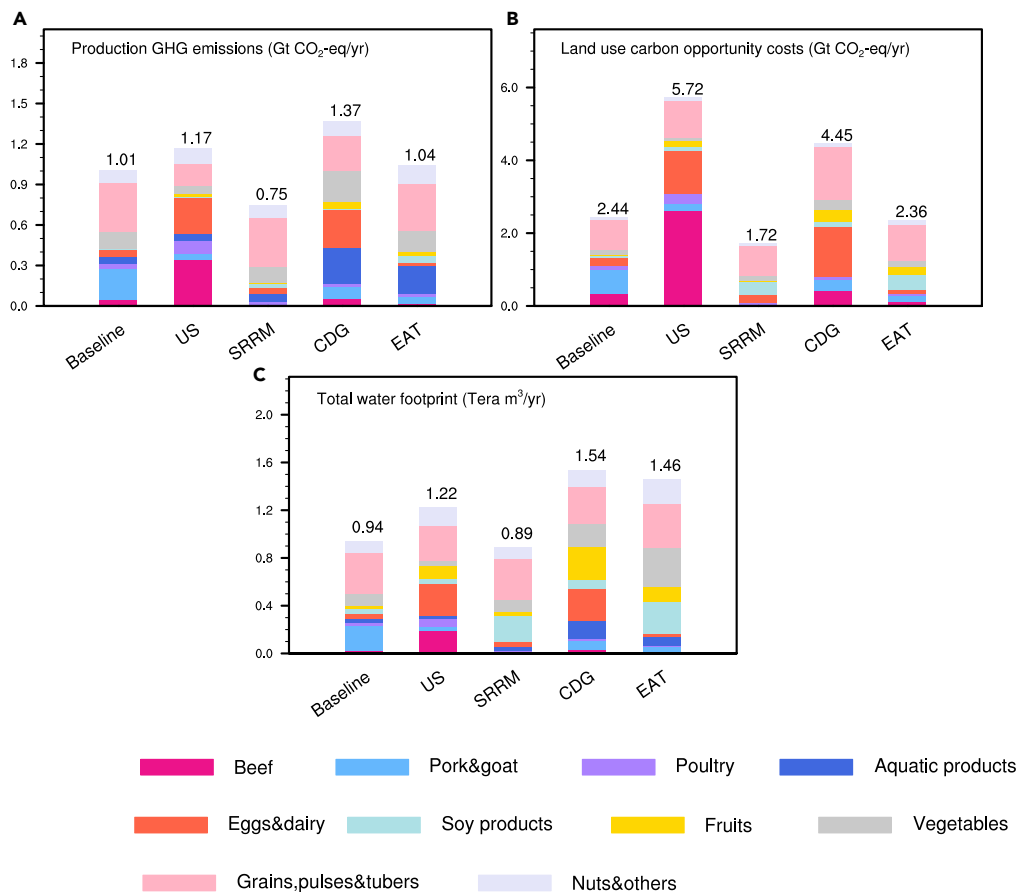 A
Production GHG emissions (Gt CO₂-eq/yr)
1.8
1.5
1.2
0.9
0.6
0.3
0.0
1.01
1.17
0.75
1.37
1.04
Baseline
US
SRRM
CDG
EAT
B
Land use carbon opportunity costs (Gt CO₂-eq/yr)
6.0
4.0
2.0
0.0
2.44
5.72
1.72
4.45
2.36
Baseline
US
SRRM
CDG
EAT
C
Total water footprint (Tera m³/yr)
2.0
1.6
1.2
0.8
0.4
0.0
0.94
1.22
0.89
1.54
1.46
Baseline
US
SRRM
CDG
EAT
Beef
Pork&goat
Poultry
Aquatic products
Eggs&dairy
Soy products
Fruits
Vegetables
Grains,pulses&tubers
Nuts&others